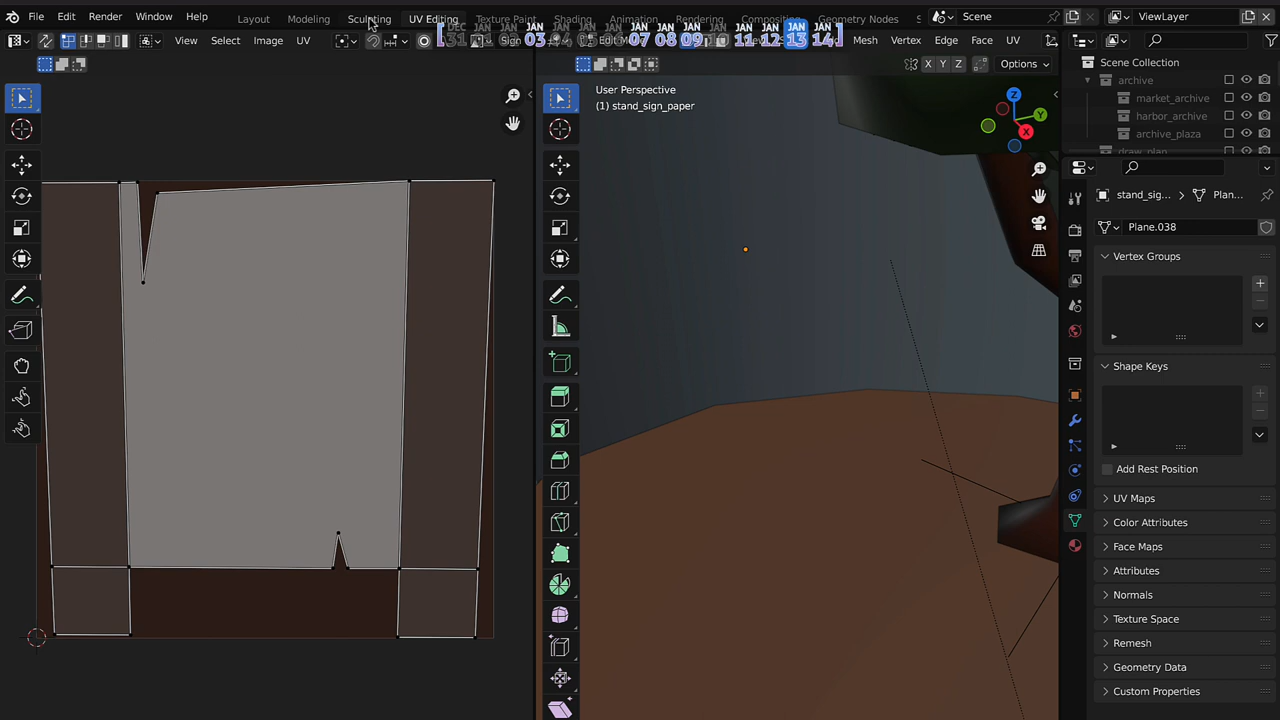 File Edit Render Window Help
Layout Modeling Sculpting UV Editing Texture Paint Shading Animation Rendering Compositing Geometry Nodes
Scene
ViewLayer
DEC 31
JAN 03
JAN 07
JAN 08
JAN 09
JAN 11
JAN 12
JAN 13
JAN 14
View Select Image UV
Mesh Vertex Edge Face UV
X Y Z Options
User Perspective
(1) stand_sign_paper
Z
Y
X
Scene Collection
archive
market_archive
harbor_archive
archive_plaza
draw_plan
stand_sig... Plan...
Plane.038
Vertex Groups
Shape Keys
Add Rest Position
UV Maps
Color Attributes
Face Maps
Attributes
Normals
Texture Space
Remesh
Geometry Data
Custom Properties